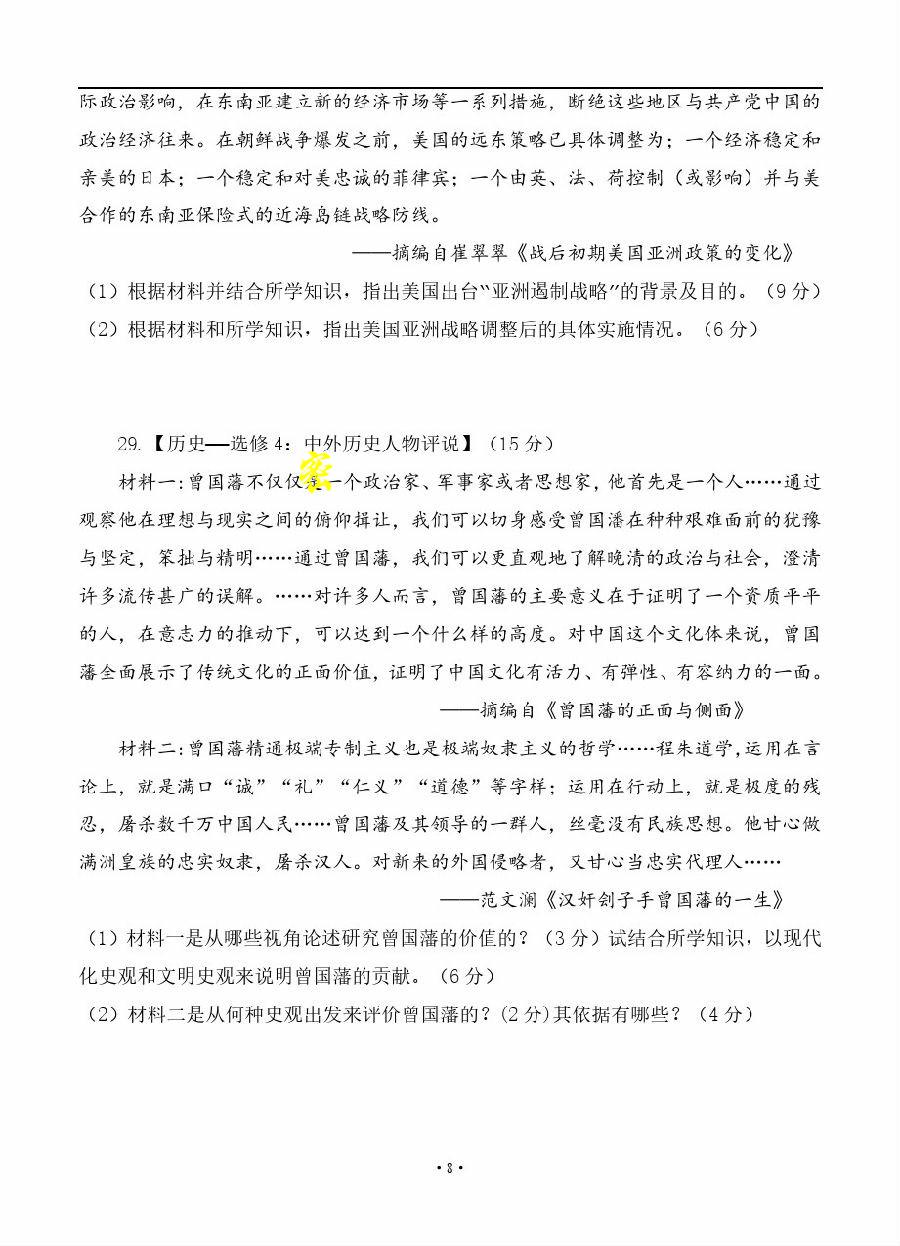 际政治影响，在东南亚建立新的经济市场等一系列措施，断绝这些地区与共产党中国的
政治经济往来。在朝鲜战争爆发之前，美国的远东策略已具体调整为；一个经济稳定和
亲美的日本；一个稳定和对美忠诚的菲律宾；一个由英、法、荷控制（或影响）并与美
合作的东南亚保险式的近海岛链战略防线。
——摘编自崔翠翠《战后初期美国亚洲政策的变化》
（1）根据材料并结合所学知识，指出美国出台“亚洲遏制战略”的背景及目的。（9 分）
（2）根据材料和所学知识，指出美国亚洲战略调整后的具体实施情况。（6 分）
29.【历史——选修 4：中外历史人物评说】（15 分）
材料一:曾国藩不仅仅是一个政治家、军事家或者思想家，他首先是一个人……通过
观察他在理想与现实之间的俯仰揖让，我们可以切身感受曾国潘在种种艰难面前的犹豫
与坚定，笨拙与精明……通过曾国藩，我们可以更直观地了解晚清的政治与社会，澄清
许多流传甚广的误解。……对许多人而言，曾国藩的主要意义在于证明了一个资质平平
的人，在意志力的推动下，可以达到一个什么样的高度。对中国这个文化体来说，曾国
藩全面展示了传统文化的正面价值，证明了中国文化有活力、有弹性、有容纳力的一面。
——摘编自《曾国藩的正面与侧面》
材料二:曾国藩精通极端专制主义也是极端奴隶主义的哲学……程朱道学,运用在言
论上，就是满口“诚”“礼”“仁义”“道德”等字样；运用在行动上，就是极度的残
忍，屠杀数千万中国人民……曾国藩及其领导的一群人，丝毫没有民族思想。他甘心做
满洲皇族的忠实奴隶，屠杀汉人。对新来的外国侵略者，又甘心当忠实代理人……
——范文澜《汉奸刽子手曾国藩的一生》
（1）材料一是从哪些视角论述研究曾国藩的价值的？（3 分）试结合所学知识，以现代
化史观和文明史观来说明曾国藩的贡献。（6 分）
（2）材料二是从何种史观出发来评价曾国藩的？(2 分)其依据有哪些？（4 分）
密
·8·